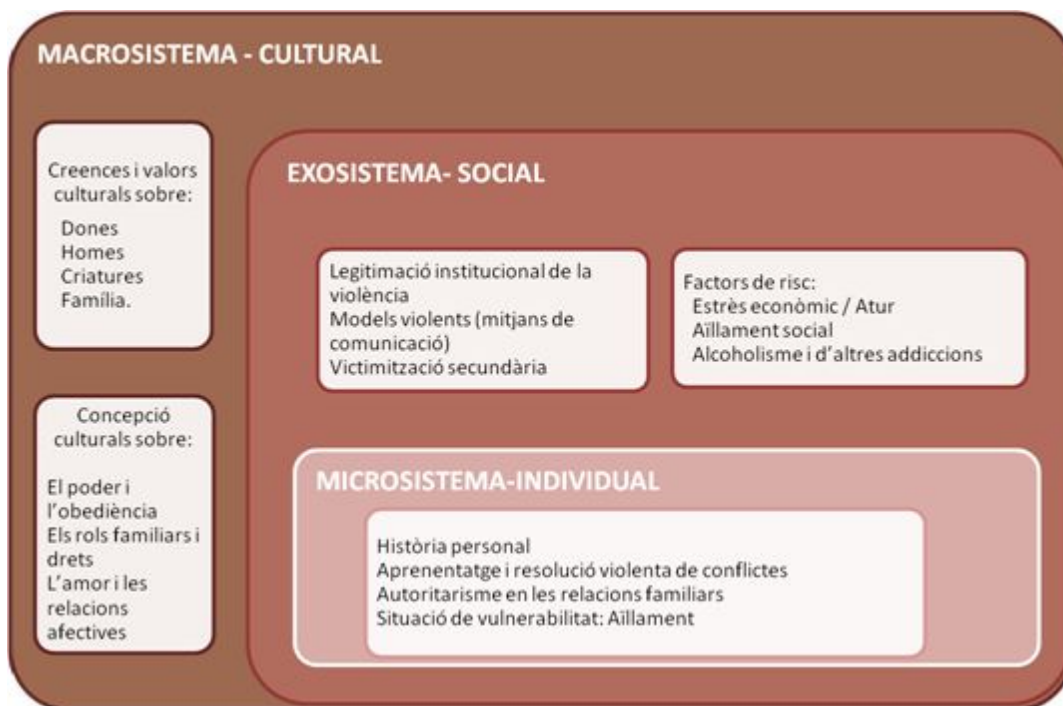 MACROSISTEMA - CULTURAL
Creences i valors
culturals sobre:
Dones
Homes
Criatures
Família.
Concepció
culturals sobre:
El poder i
l'obediència
Els rols familiars i
drets
L'amor i les
relacions
afectives
EXOSISTEMA- SOCIAL
Legitimació institucional de la
violència
Models violents (mitjans de
comunicació)
Victimització secundària
Factors de risc:
Estrès econòmic / Atur
Aïllament social
Alcoholisme i d'altres addiccions
MICROSISTEMA-INDIVIDUAL
Història personal
Aprenentatge i resolució violenta de conflictes
Autoritarisme en les relacions familiars
Situació de vulnerabilitat: Aïllament